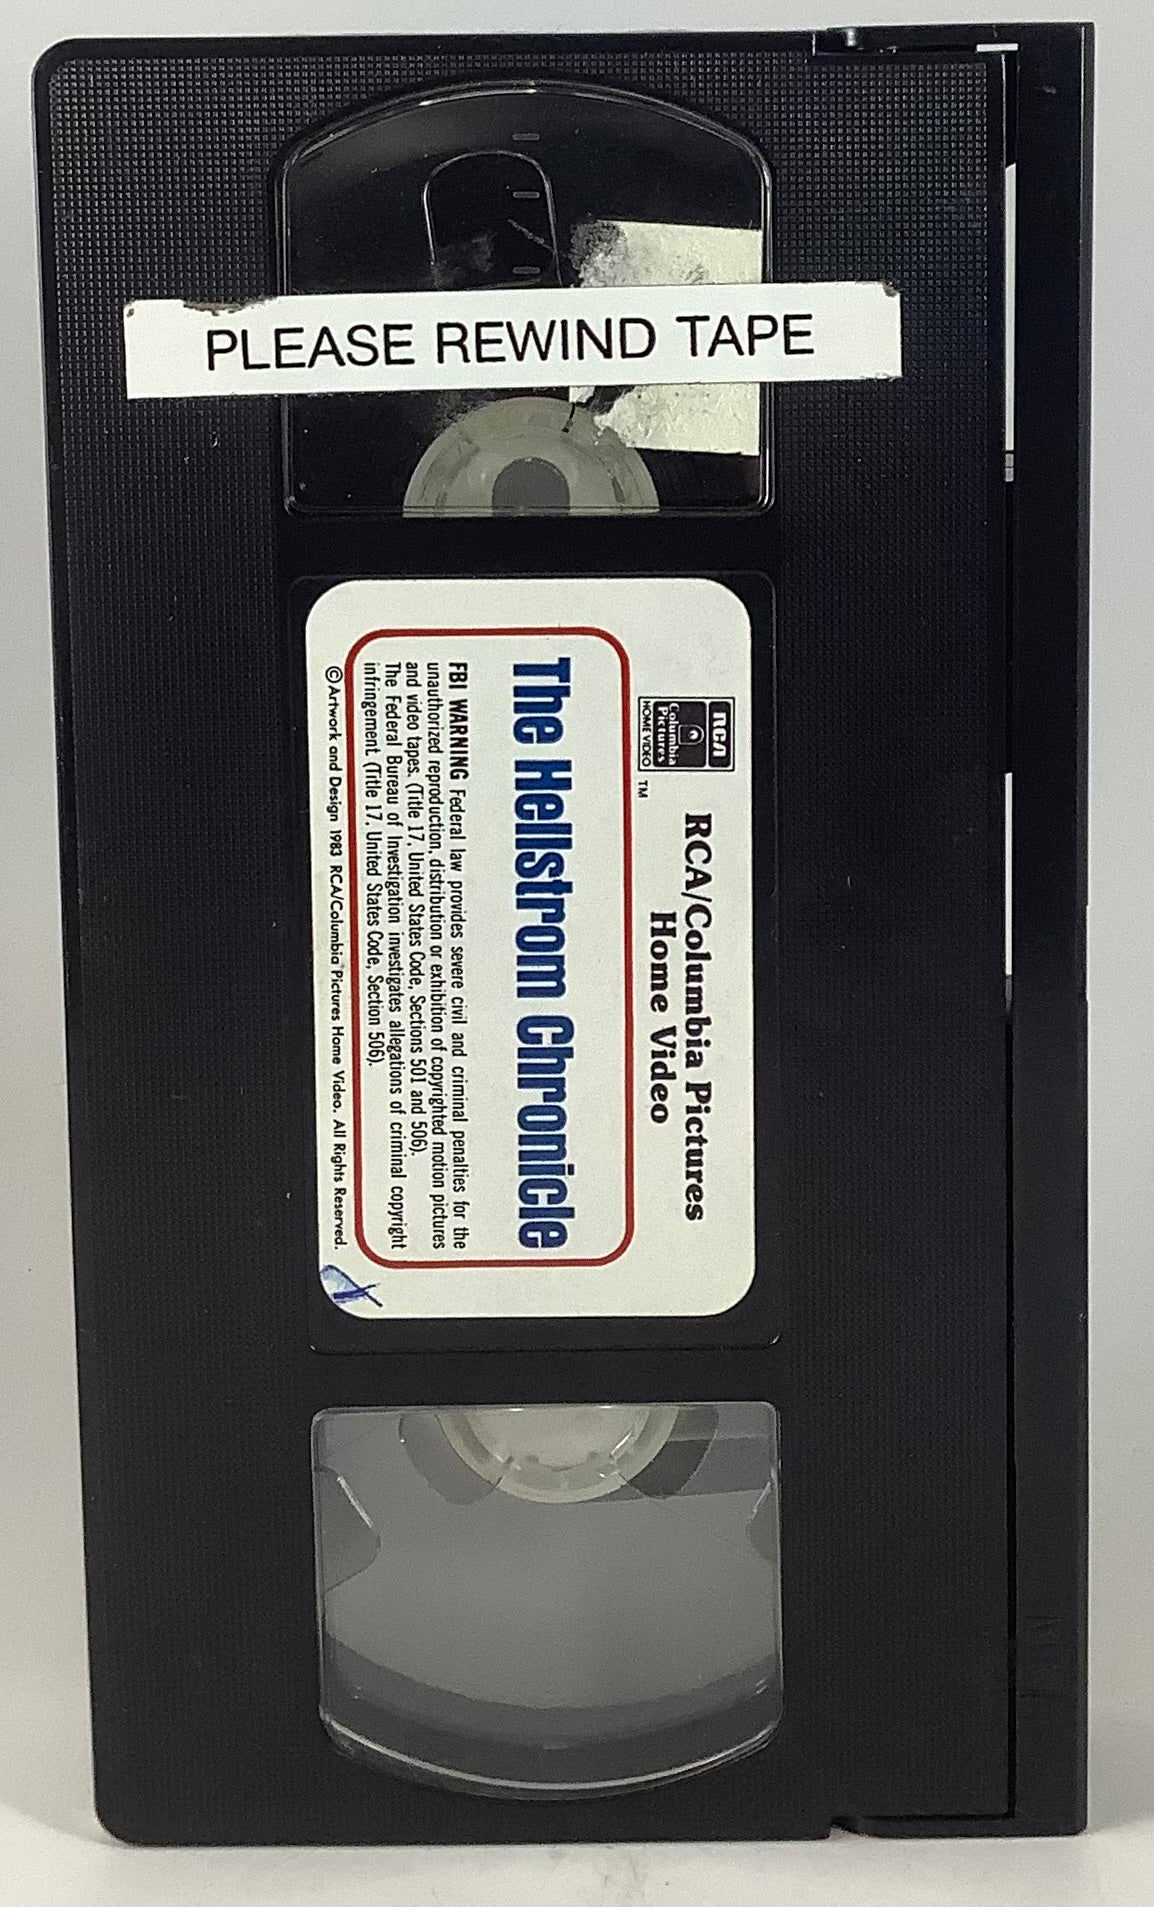 PLEASE REWIND TAPE
RCA
Columbia
Pictures
HOME VIDEO
TM
RCA/Columbia Pictures
Home Video
The Hellstrom Chronicle
FBI WARNING Federal law provides severe civil and criminal penalties for the
unauthorized reproduction, distribution or exhibition of copyrighted motion pictures
and video tapes. (Title 17, United States Code, Sections 501 and 506).
The Federal Bureau of Investigation investigates allegations of criminal copyright
infringement. (Title 17, United States Code, Section 506).
©Artwork and Design 1983 RCA/Columbia Pictures Home Video. All Rights Reserved.